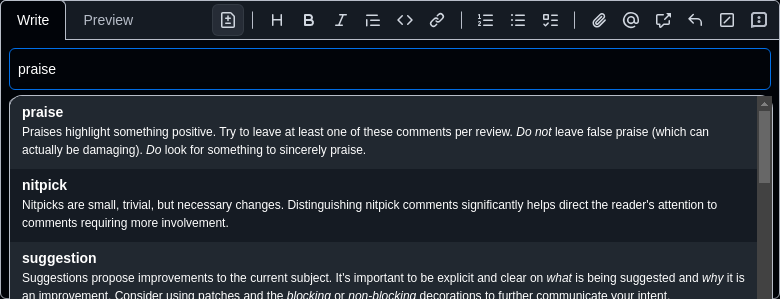 Write
Preview
praise
praise
Praises highlight something positive. Try to leave at least one of these comments per review. Do not leave false praise (which can
actually be damaging). Do look for something to sincerely praise.
nitpick
Nitpicks are small, trivial, but necessary changes. Distinguishing nitpick comments significantly helps direct the reader's attention to
comments requiring more involvement.
suggestion
Suggestions propose improvements to the current subject. It's important to be explicit and clear on what is being suggested and why it is
an improvement. Consider using patches and the blocking or non-blocking decorations to further communicate your intent.